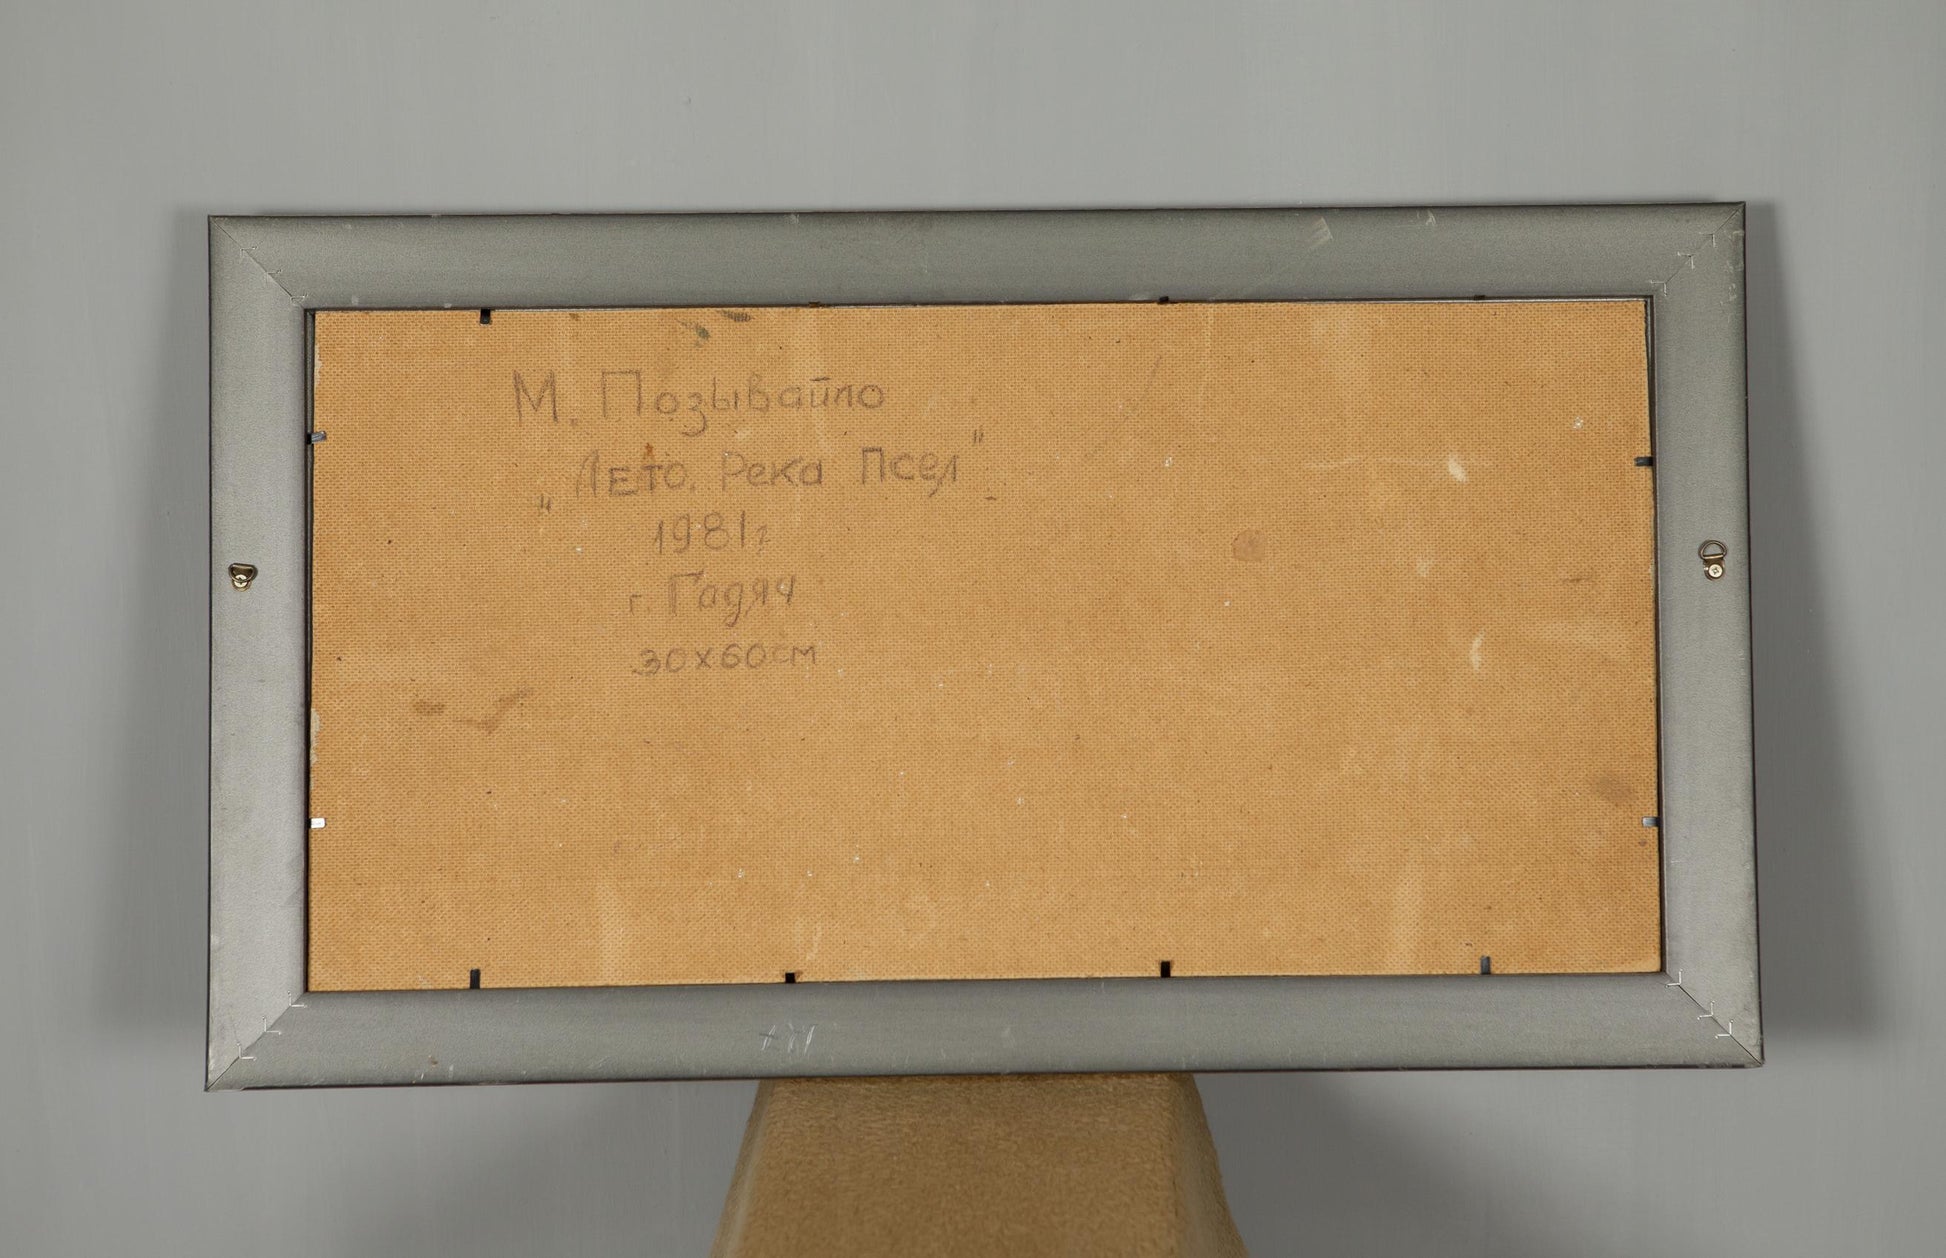 М. Позывайло
„Лето. Река Псел"
1981г
г. Гадяч
30х60см